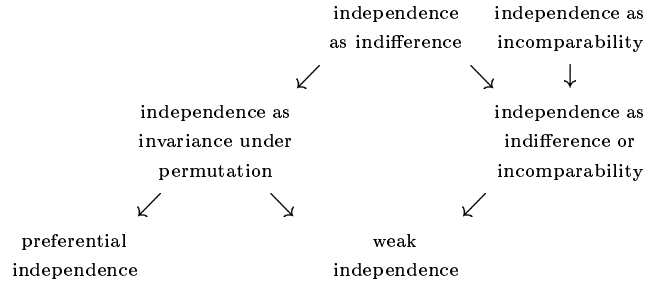 independence
as indifference
independence as
incomparability
independence as
invariance under
permutation
independence as
indifference or
incomparability
preferential
independence
weak
independence